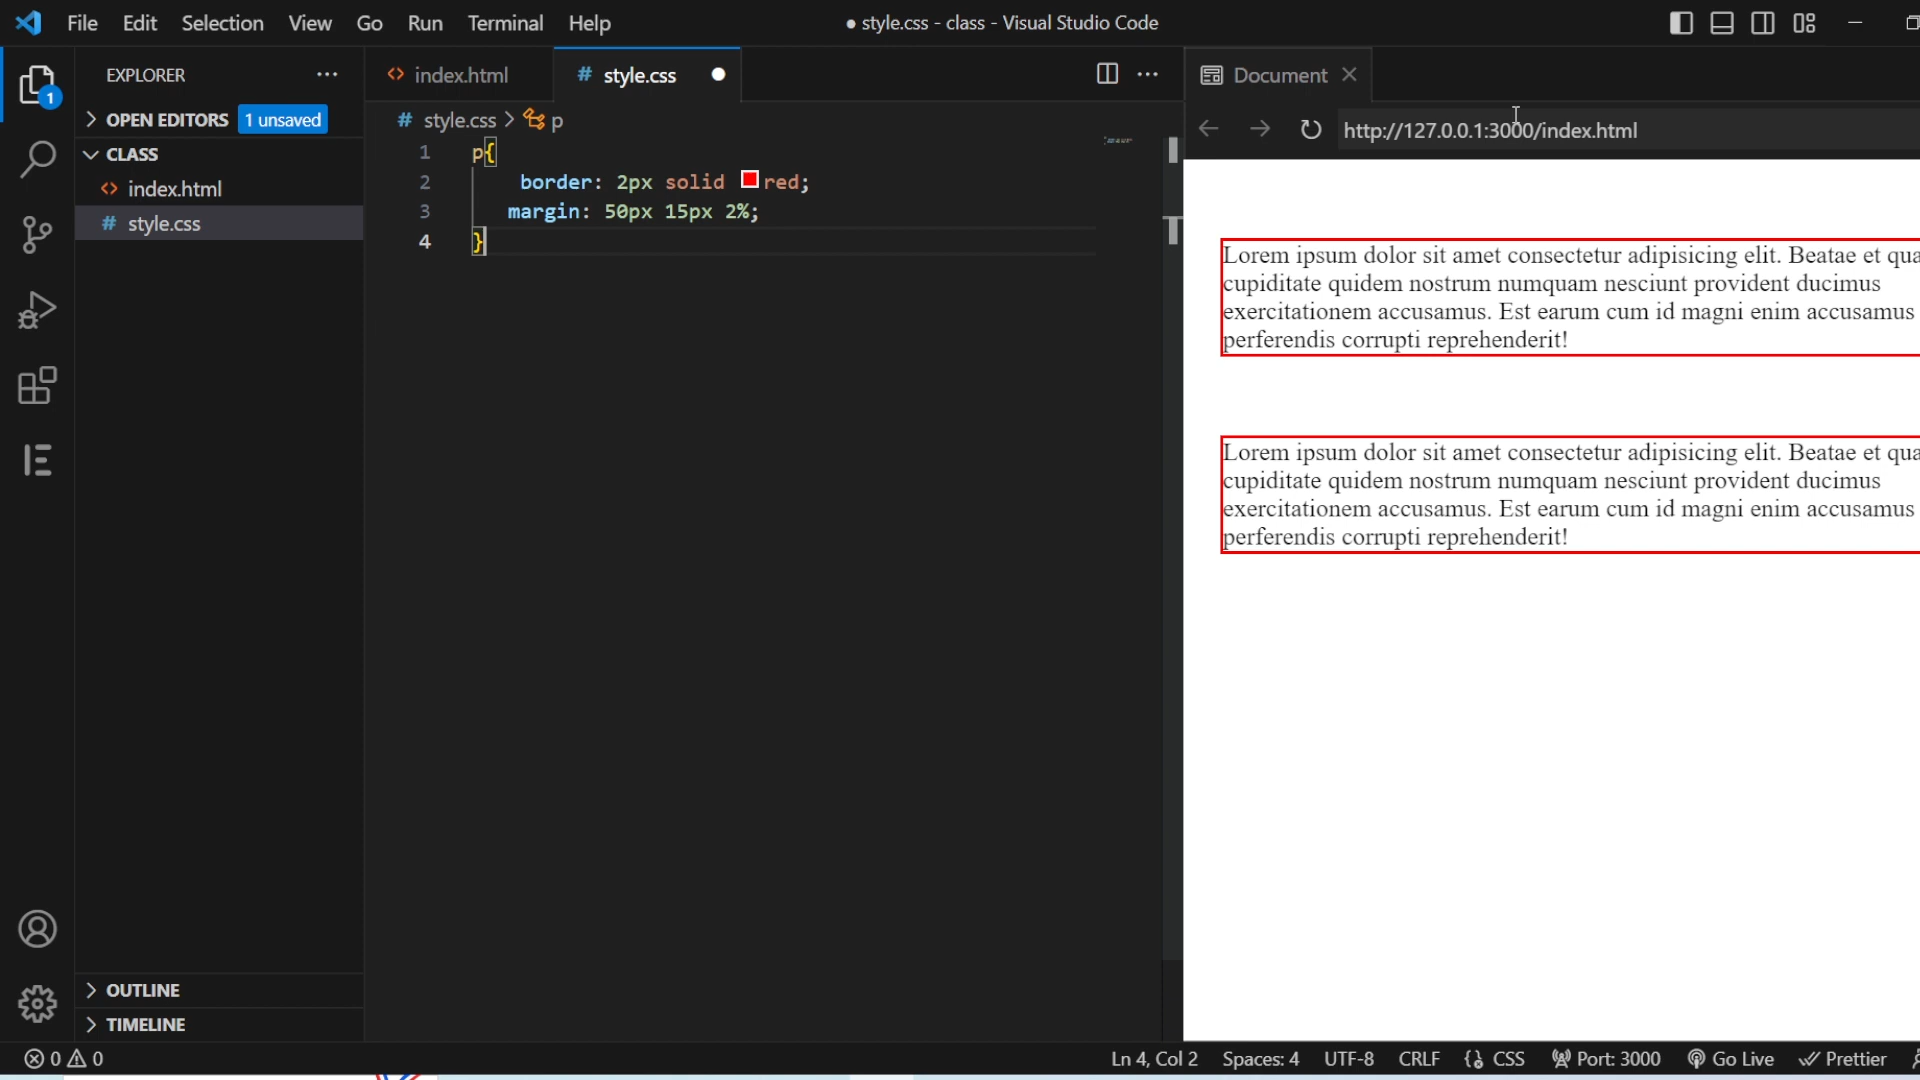 File Edit Selection View Go Run Terminal Help
● style.css - class - Visual Studio Code
EXPLORER
index.html
style.css
Document
OPEN EDITORS 1 unsaved
style.css > p
http://127.0.0.1:3000/index.html
CLASS
index.html
style.css
1
1 p{
2 border: 2px solid red;
3 margin: 50px 15px 2%;
4 }
Lorem ipsum dolor sit amet consectetur adipisicing elit. Beatae et qua
cupiditate quidem nostrum numquam nesciunt provident ducimus
exercitationem accusamus. Est earum cum id magni enim accusamus
perferendis corrupti reprehenderit!
Lorem ipsum dolor sit amet consectetur adipisicing elit. Beatae et qua
cupiditate quidem nostrum numquam nesciunt provident ducimus
exercitationem accusamus. Est earum cum id magni enim accusamus
perferendis corrupti reprehenderit!
OUTLINE
TIMELINE
0 0
Ln 4, Col 2 Spaces: 4 UTF-8 CRLF CSS Port: 3000 Go Live Prettier